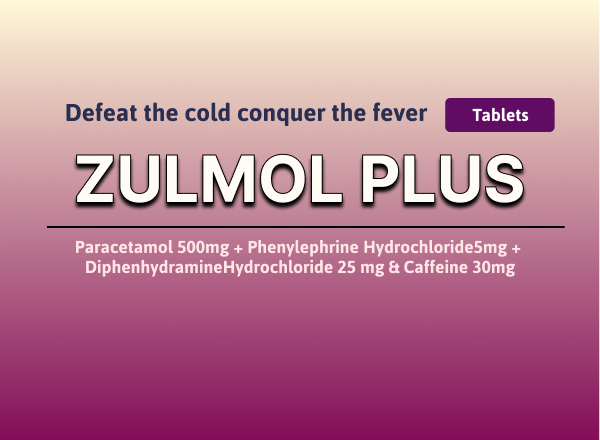 Defeat the cold conquer the fever Tablets
ZULMOL PLUS
Paracetamol 500mg + Phenylephrine Hydrochloride5mg +
DiphenhydramineHydrochloride 25 mg & Caffeine 30mg